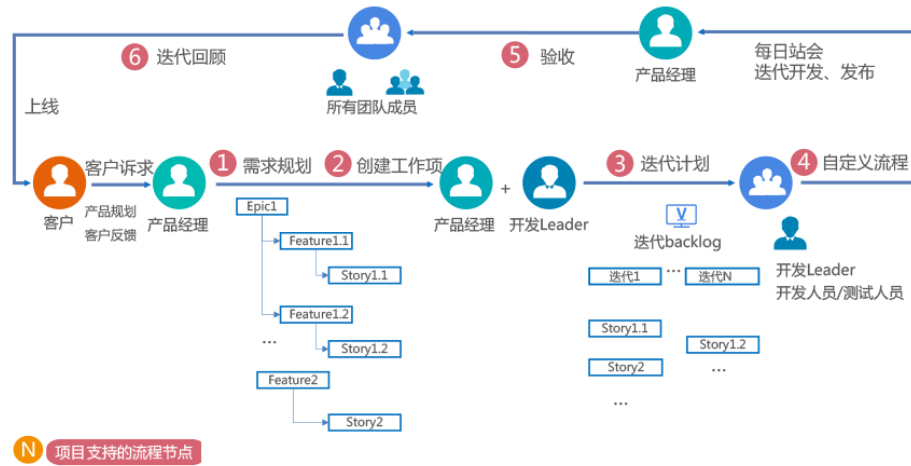 6 迭代回顾
5 验收
产品经理
每日站会
迭代开发、发布
所有团队成员
上线
客户诉求
1 需求规划
2 创建工作项
3 迭代计划
4 自定义流程
客户
产品规划
客户反馈
产品经理
产品经理
+
开发Leader
迭代backlog
开发Leader
开发人员/测试人员
Epic1
Feature1.1
Story1.1
Feature1.2
...
Story1.2
Feature2
Story2
迭代1
...
迭代N
Story1.1
Story1.2
Story2
...
...
N 项目支持的流程节点